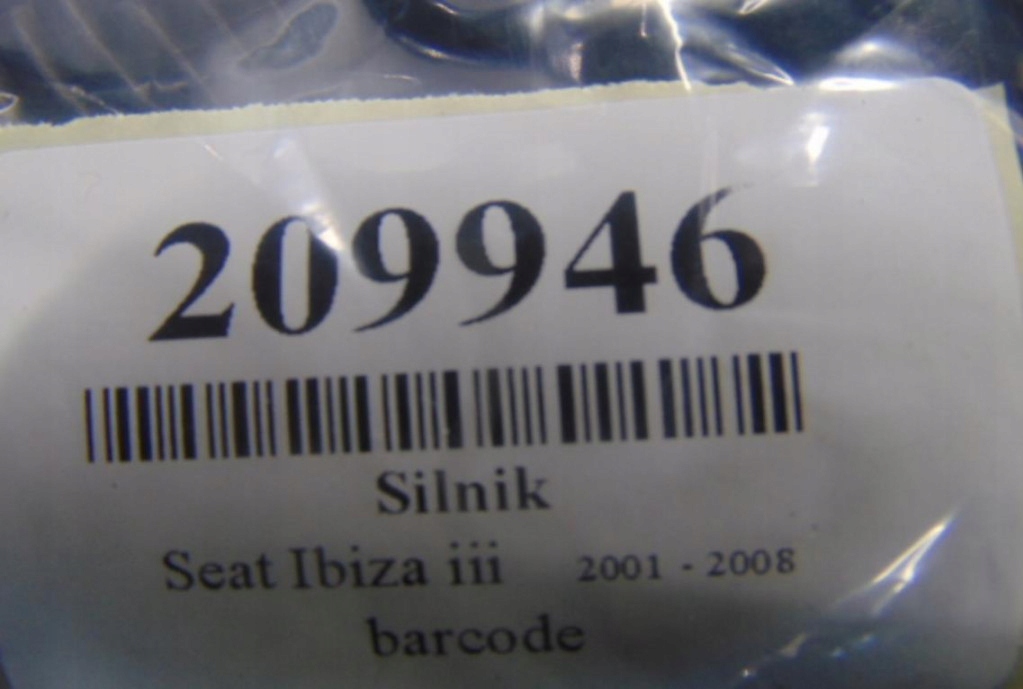 209946
Silnik
Seat Ibiza iii 2001 - 2008
barcode